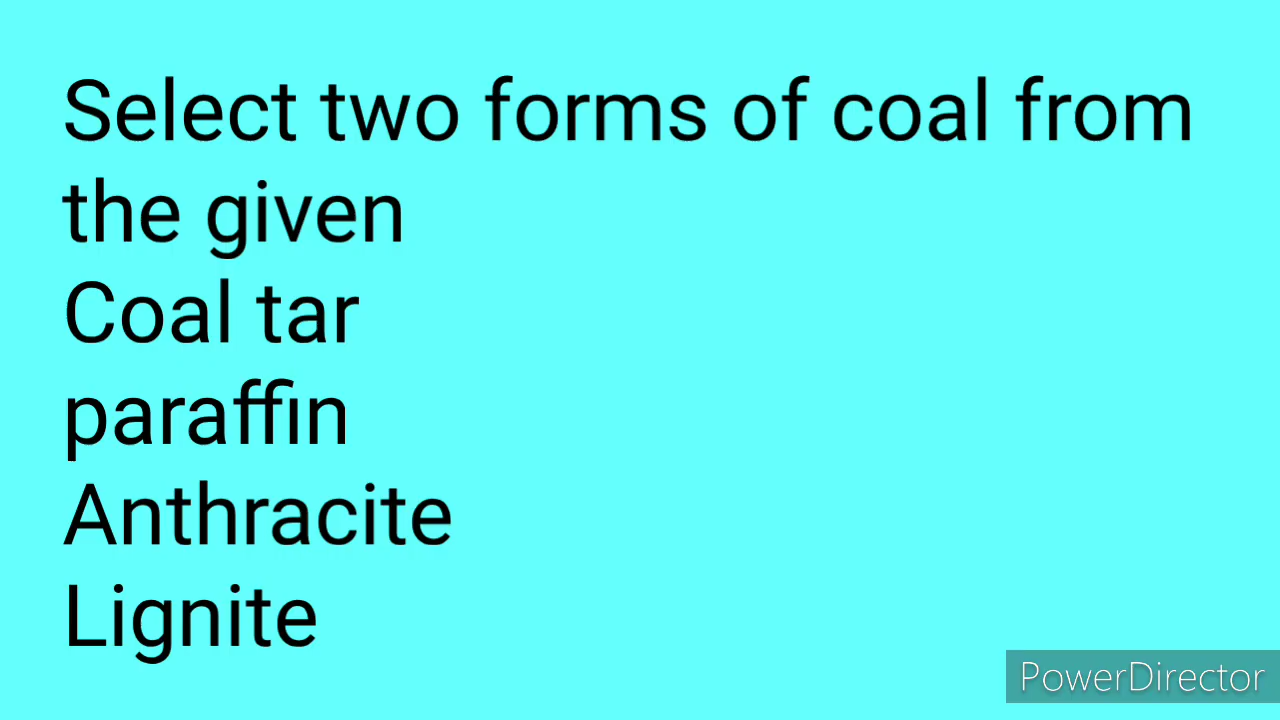 Select two forms of coal from
the given
Coal tar
paraffin
Anthracite
Lignite
PowerDirector